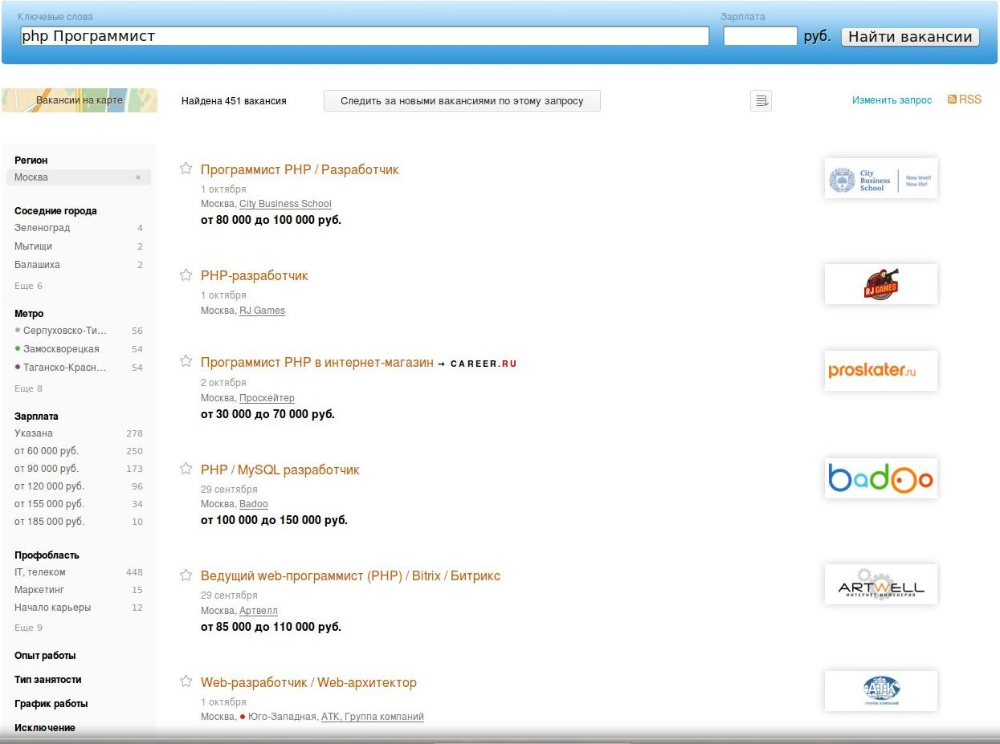 Ключевые слова
Зарплата
php Программист
руб.
Найти вакансии
Вакансии на карте
Найдена 451 вакансия
Следить за новыми вакансиями по этому запросу
Изменить запрос
RSS
Регион
Москва
Соседние города
Зеленоград 4
Мытищи 2
Балашиха 2
Еще 6
Метро
Серпуховско-Ти... 56
Замоскворецкая 54
Таганско-Красн... 54
Еще 8
Зарплата
Указана 278
от 60 000 руб. 250
от 90 000 руб. 173
от 120 000 руб. 96
от 155 000 руб. 34
от 185 000 руб. 10
Профобласть
IT, телеком 448
Маркетинг 15
Начало карьеры 12
Еще 9
Опыт работы
Тип занятости
График работы
Исключение
Программист PHP / Разработчик
1 октября
Москва, City Business School
от 80 000 до 100 000 руб.
City Business School
New level!
New life!
PHP-разработчик
1 октября
Москва, RJ Games
RJ GAMES
Программист PHP в интернет-магазин → CAREER.RU
2 октября
Москва, Проскейтер
от 30 000 до 70 000 руб.
proskater.ru
PHP / MySQL разработчик
29 сентября
Москва, Badoo
от 100 000 до 150 000 руб.
badoo
Ведущий web-программист (PHP) / Bitrix / Битрикс
29 сентября
Москва, Артвелл
от 85 000 до 110 000 руб.
ARTWELL
ИНТЕРНЕТ ИНЖЕНЕРИЯ
Web-разработчик / Web-архитектор
1 октября
Москва, Юго-Западная, АТК, Группа компаний
АТК
ГРУППА КОМПАНИЙ